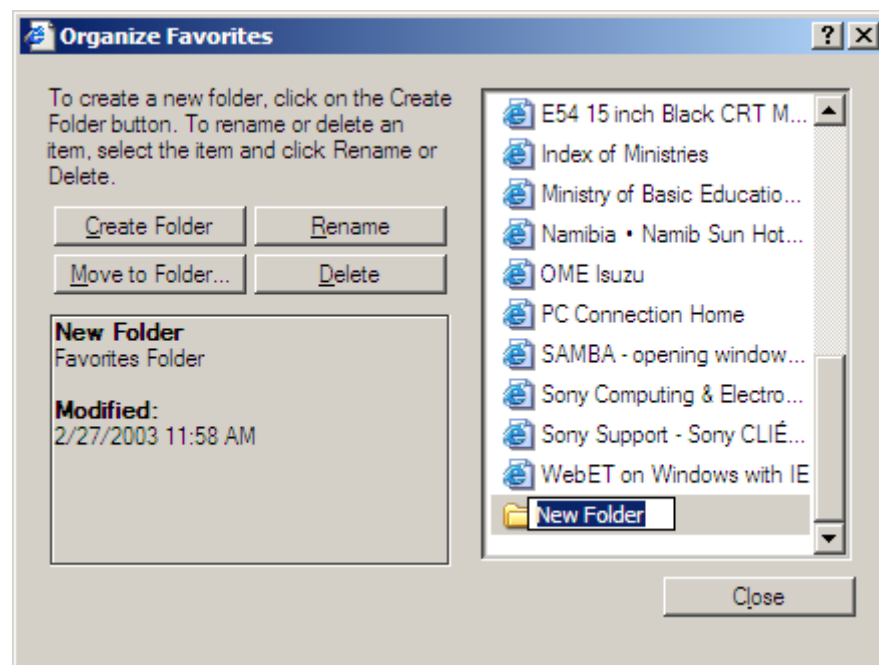 Organize Favorites
To create a new folder, click on the Create
Folder button. To rename or delete an
item, select the item and click Rename or
Delete.
Create Folder
Rename
Move to Folder...
Delete
New Folder
Favorites Folder
Modified:
2/27/2003 11:58 AM
E54 15 inch Black CRT M...
Index of Ministries
Ministry of Basic Educatio...
Namibia • Namib Sun Hot...
OME Isuzu
PC Connection Home
SAMBA - opening window...
Sony Computing & Electro...
Sony Support - Sony CLIÉ...
WebET on Windows with IE
New Folder
Close